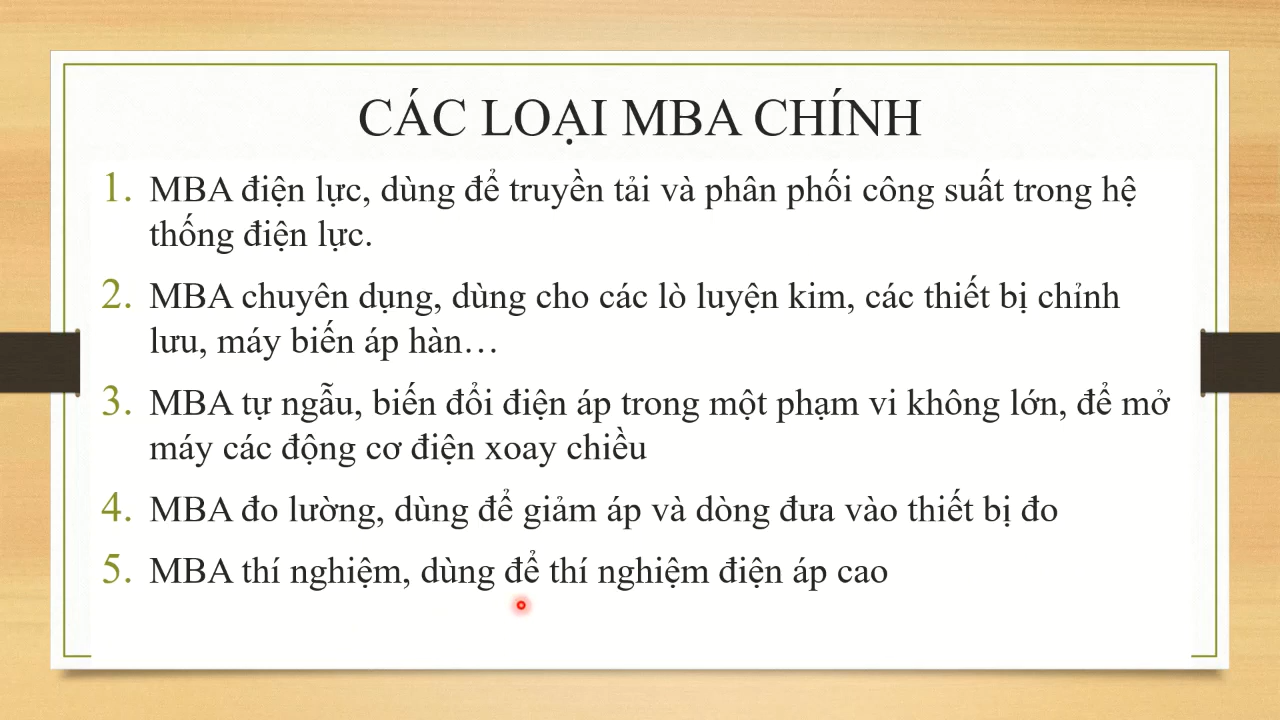 CÁC LOẠI MBA CHÍNH
1. MBA điện lực, dùng để truyền tải và phân phối công suất trong hệ
thống điện lực.
2. MBA chuyên dụng, dùng cho các lò luyện kim, các thiết bị chỉnh
lưu, máy biến áp hàn…
3. MBA tự ngẫu, biến đổi điện áp trong một phạm vi không lớn, để mở
máy các động cơ điện xoay chiều
4. MBA đo lường, dùng để giảm áp và dòng đưa vào thiết bị đo
5. MBA thí nghiệm, dùng để thí nghiệm điện áp cao